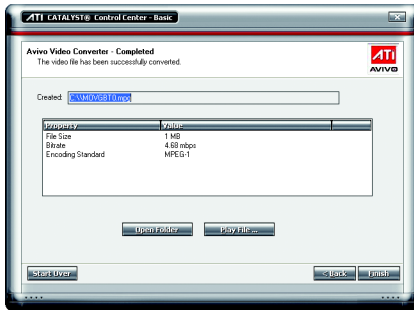 ATI CATALYST® Control Center - Basic
Avivo Video Converter - Completed
The video file has been successfully converted.
ATI
AVIVO
Created: C:\\MOVGBT0.mpg
Property Value
File Size 1 MB
Bitrate 4.68 mbps
Encoding Standard MPEG-1
Open Folder Play File ...
Start Over < Back Finish